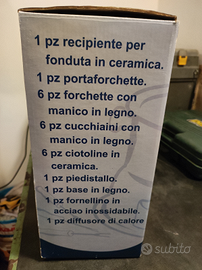 1 pz recipiente per
fonduta in ceramica.
1 pz portaforchette.
6 pz forchette con
manico in legno.
6 pz cucchiaini con
manico in legno.
6 pz ciotoline in
ceramica.
1 pz piedistallo.
1 pz base in legno.
1 pz fornellino in
acciao inossidabile.
1 pz diffusore di calore
subito